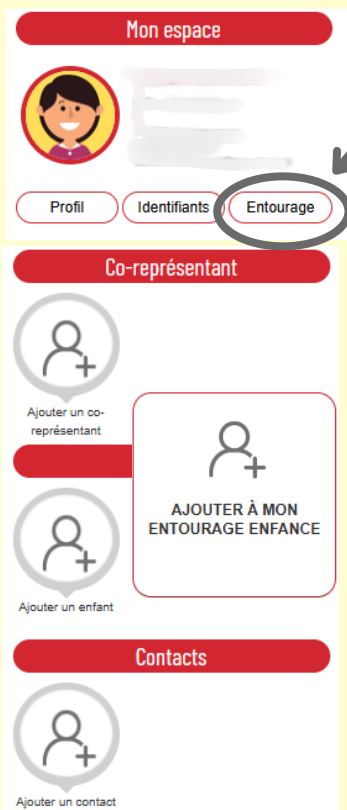 Mon espace
Profil
Identifiants
Entourage
Co-représentant
Ajouter un co-
représentant
AJOUTER À MON
ENTOURAGE ENFANCE
Ajouter un enfant
Contacts
Ajouter un contact